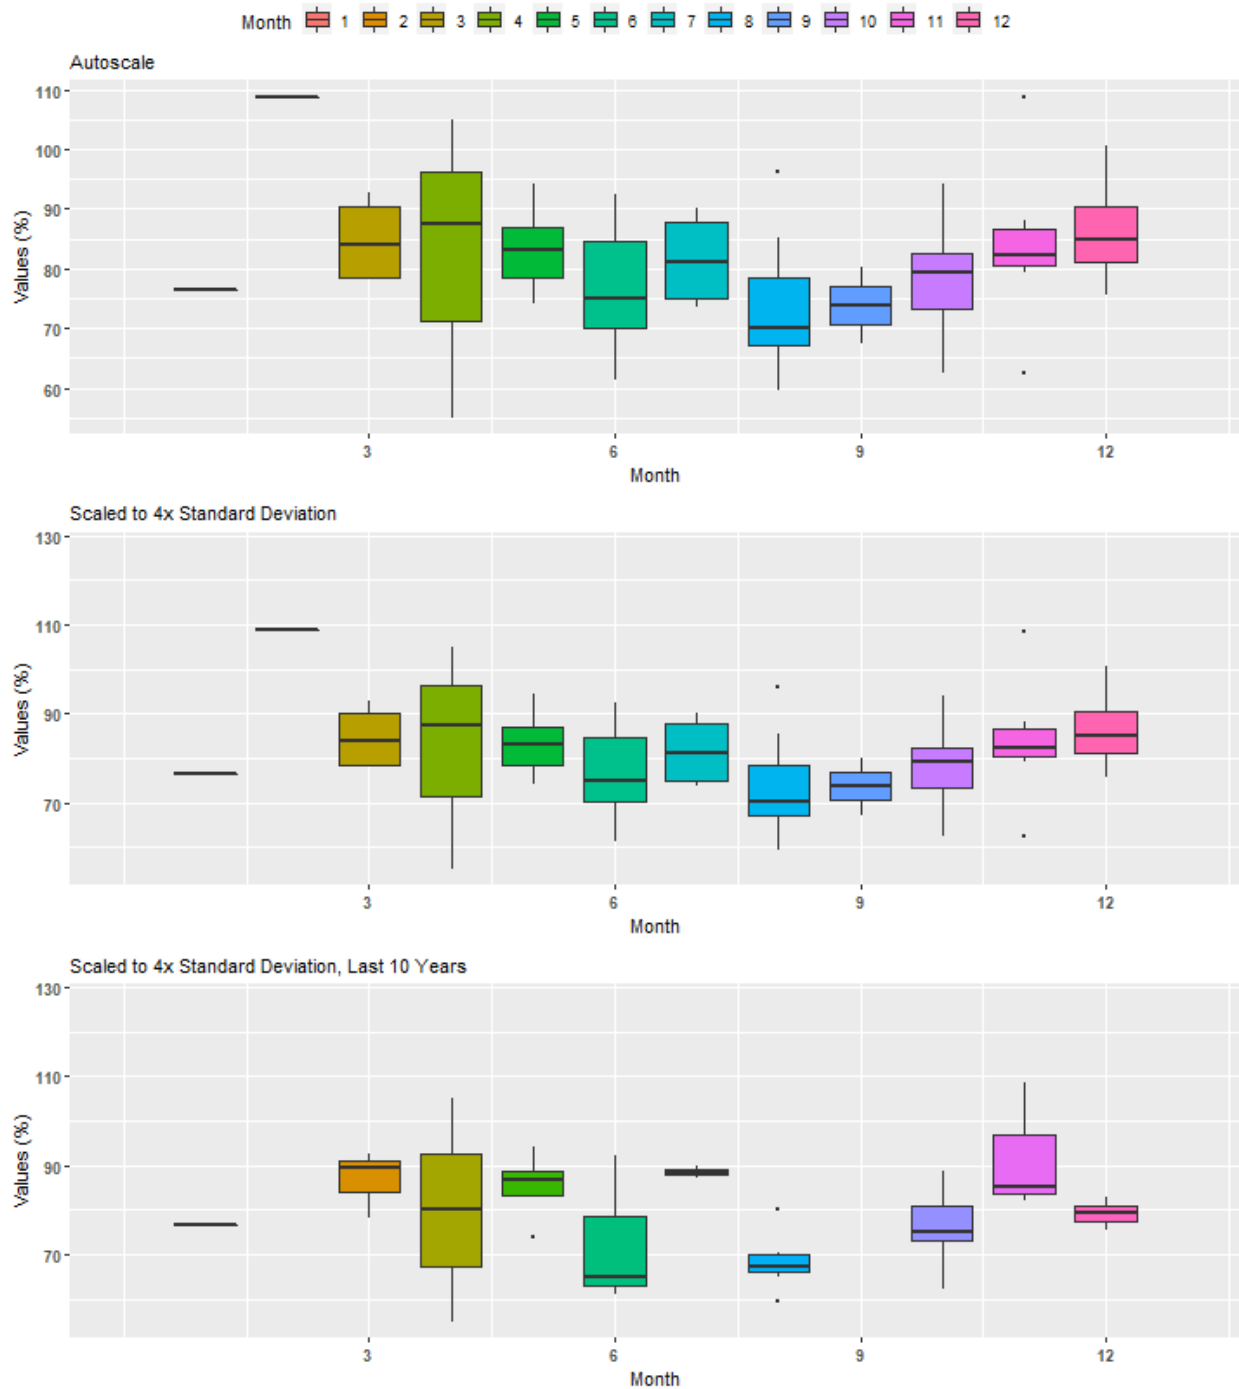 Month 1 2 3 4 5 6 7 8 9 10 11 12
Autoscale
110
100
90
80
70
60
Values (%)
3 6 9 12
Month
Scaled to 4x Standard Deviation
130
110
90
70
Values (%)
3 6 9 12
Month
Scaled to 4x Standard Deviation, Last 10 Years
130
110
90
70
Values (%)
3 6 9 12
Month